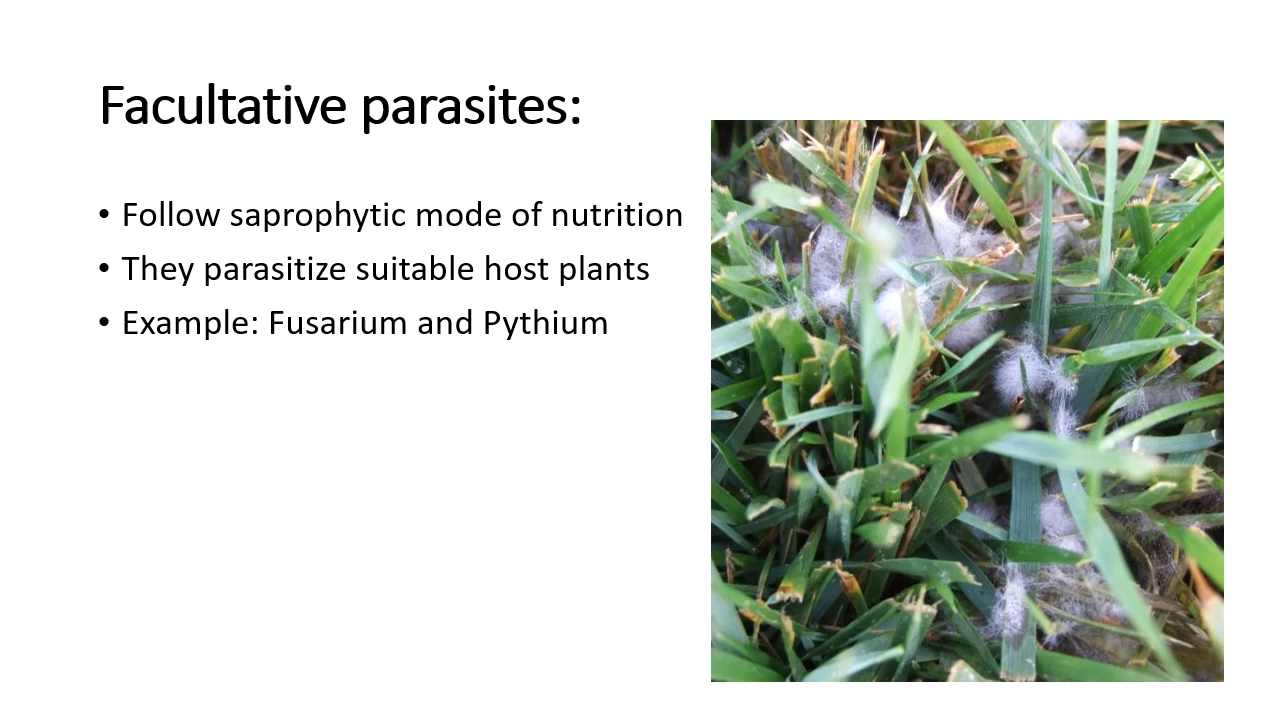 Facultative parasites:
• Follow saprophytic mode of nutrition
• They parasitize suitable host plants
• Example: Fusarium and Pythium